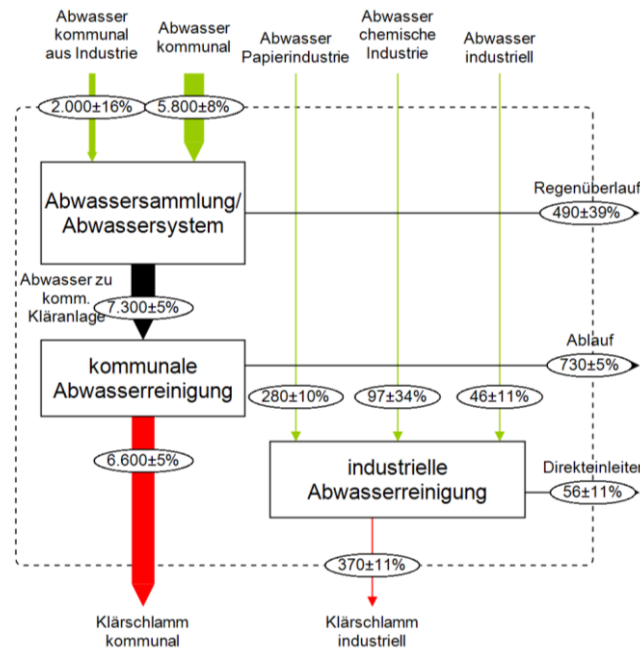 Abwasser
kommunal
aus Industrie
Abwasser
kommunal
Abwasser
Papierindustrie
Abwasser
chemische
Industrie
Abwasser
industriell
2.000±16%
5.800±8%
Abwassersammlung/
Abwassersystem
Regenüberlauf
490±39%
Abwasser zu
komm.
Kläranlage
7.300±5%
kommunale
Abwasserreinigung
Ablauf
730±5%
280±10%
97±34%
46±11%
6.600±5%
industrielle
Abwasserreinigung
Direkteinleiter
56±11%
370±11%
Klärschlamm
kommunal
Klärschlamm
industriell